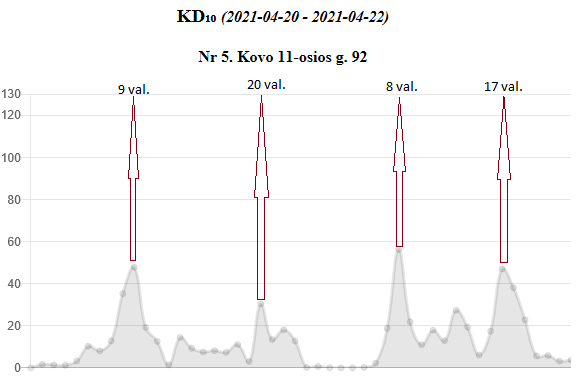 KD₁₀ (2021-04-20 - 2021-04-22)
Nr 5. Kovo 11-osios g. 92
9 val. 20 val. 8 val. 17 val.
130
120
100
80
60
40
20
0